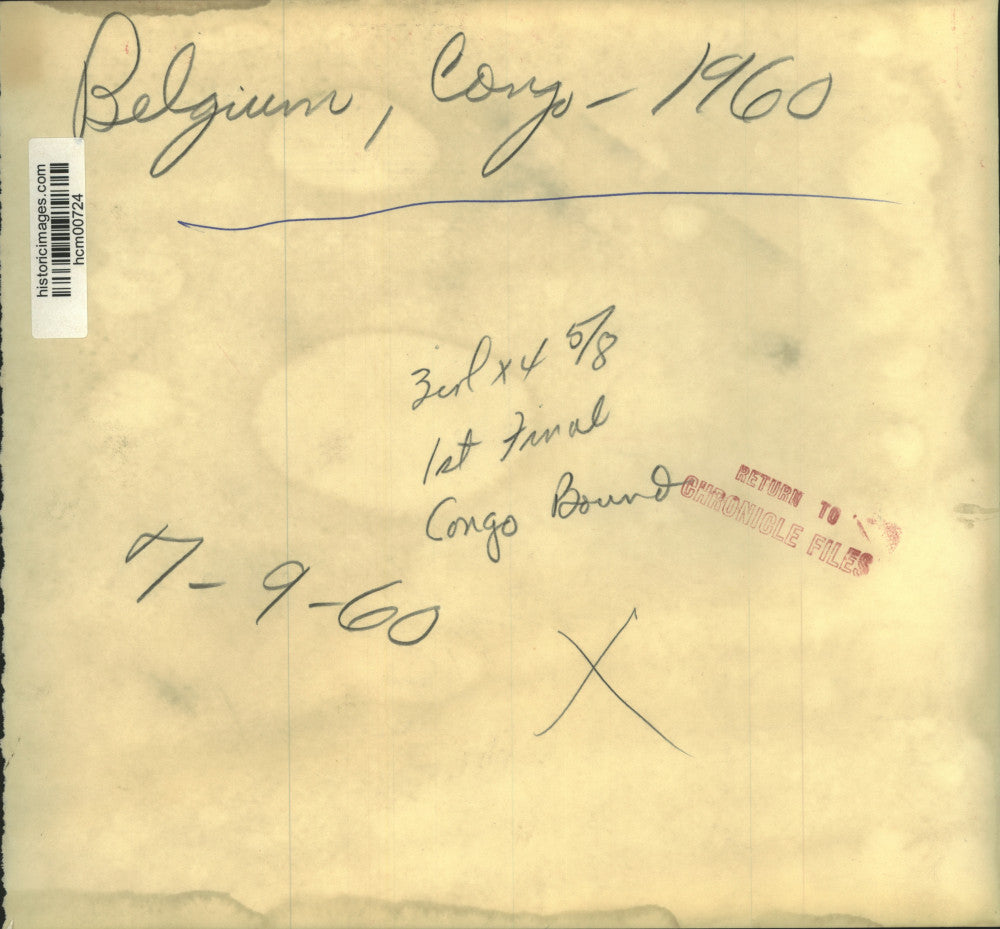 Belgium, Congo - 1960
historicimages.com
hcm00724
3col x 4 5/8
1st Final
Congo Bound
RETURN TO
CHRONICLE FILES
7-9-60
X